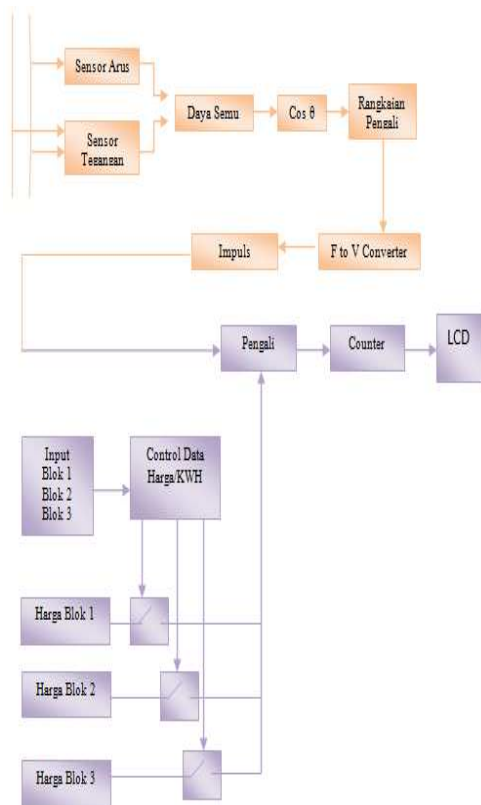 Sensor Arus
Sensor
Tegangan
Daya Semu
Cos θ
Rangkaian
Pengali
Impuls
F to V Converter
Pengali
Counter
LCD
Input
Blok 1
Blok 2
Blok 3
Control Data
Harga/KWH
Harga Blok 1
Harga Blok 2
Harga Blok 3